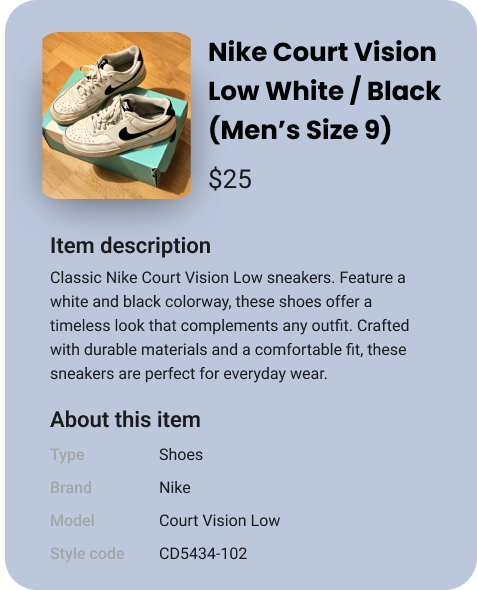 Nike Court Vision
Low White / Black
(Men’s Size 9)
$25
Item description
Classic Nike Court Vision Low sneakers. Feature a
white and black colorway, these shoes offer a
timeless look that complements any outfit. Crafted
with durable materials and a comfortable fit, these
sneakers are perfect for everyday wear.
About this item
Type Shoes
Brand Nike
Model Court Vision Low
Style code CD5434-102